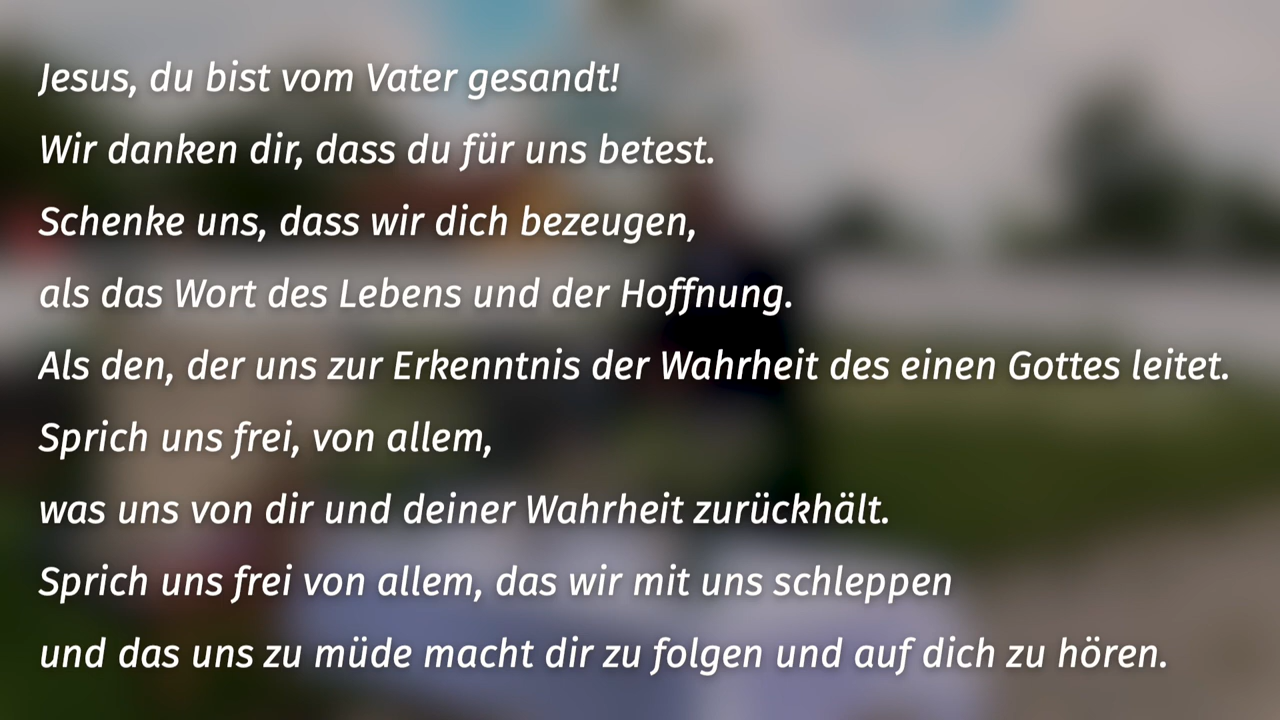 Jesus, du bist vom Vater gesandt!
Wir danken dir, dass du für uns betest.
Schenke uns, dass wir dich bezeugen,
als das Wort des Lebens und der Hoffnung.
Als den, der uns zur Erkenntnis der Wahrheit des einen Gottes leitet.
Sprich uns frei, von allem,
was uns von dir und deiner Wahrheit zurückhält.
Sprich uns frei von allem, das wir mit uns schleppen
und das uns zu müde macht dir zu folgen und auf dich zu hören.